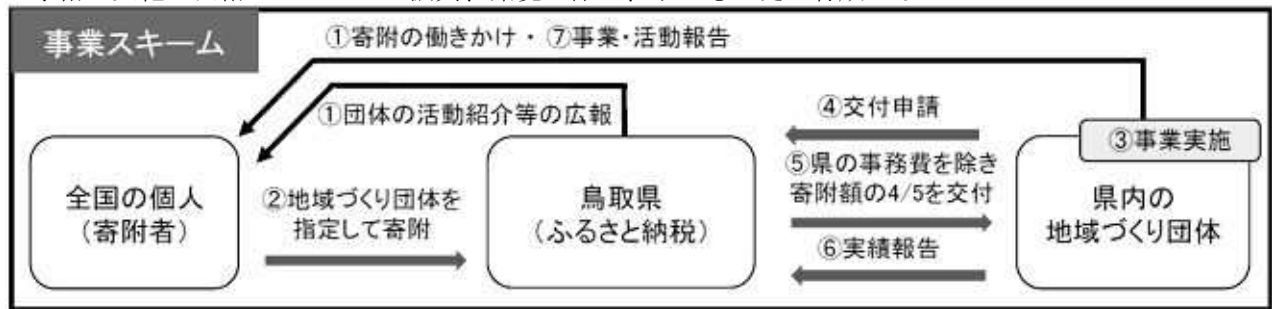 事業スキーム
①寄附の働きかけ・⑦事業・活動報告
①団体の活動紹介等の広報
④交付申請
③事業実施
全国の個人
（寄附者）
②地域づくり団体を
指定して寄附
鳥取県
（ふるさと納税）
⑤県の事務費を除き
寄附額の4/5を交付
⑥実績報告
県内の
地域づくり団体